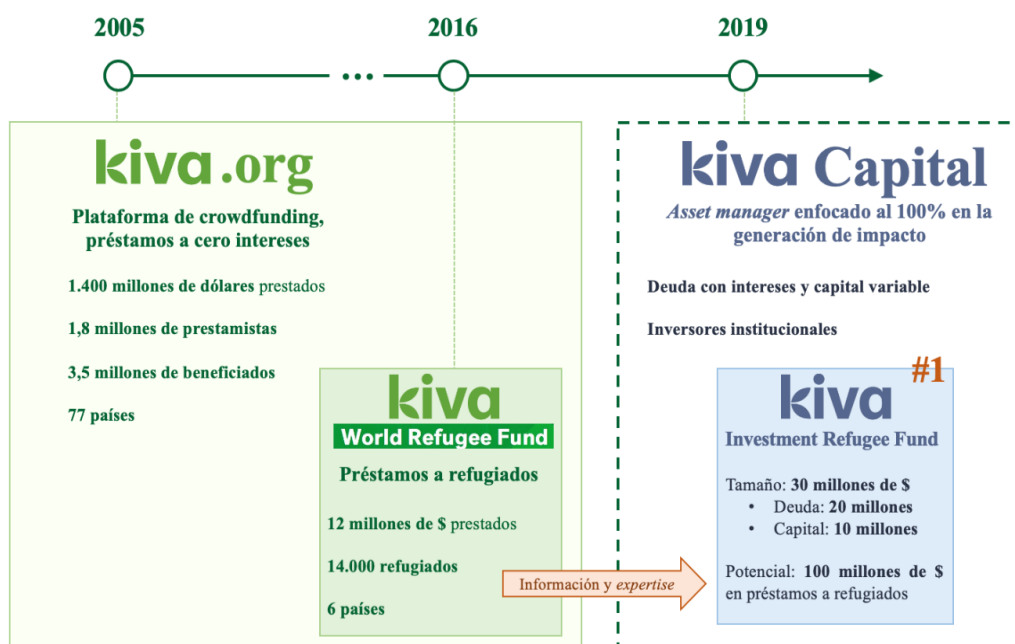 2005
2016
2019
...
kiva.org
Plataforma de crowdfunding,
préstamos a cero intereses
1.400 millones de dólares prestados
1,8 millones de prestamistas
3,5 millones de beneficiados
77 países
kiva
World Refugee Fund
Préstamos a refugiados
12 millones de $ prestados
14.000 refugiados
6 países
Información y expertise
kiva Capital
Asset manager enfocado al 100% en la
generación de impacto
Deuda con intereses y capital variable
Inversores institucionales
#1
kiva
Investment Refugee Fund
Tamaño: 30 millones de $
• Deuda: 20 millones
• Capital: 10 millones
Potencial: 100 millones de $
en préstamos a refugiados